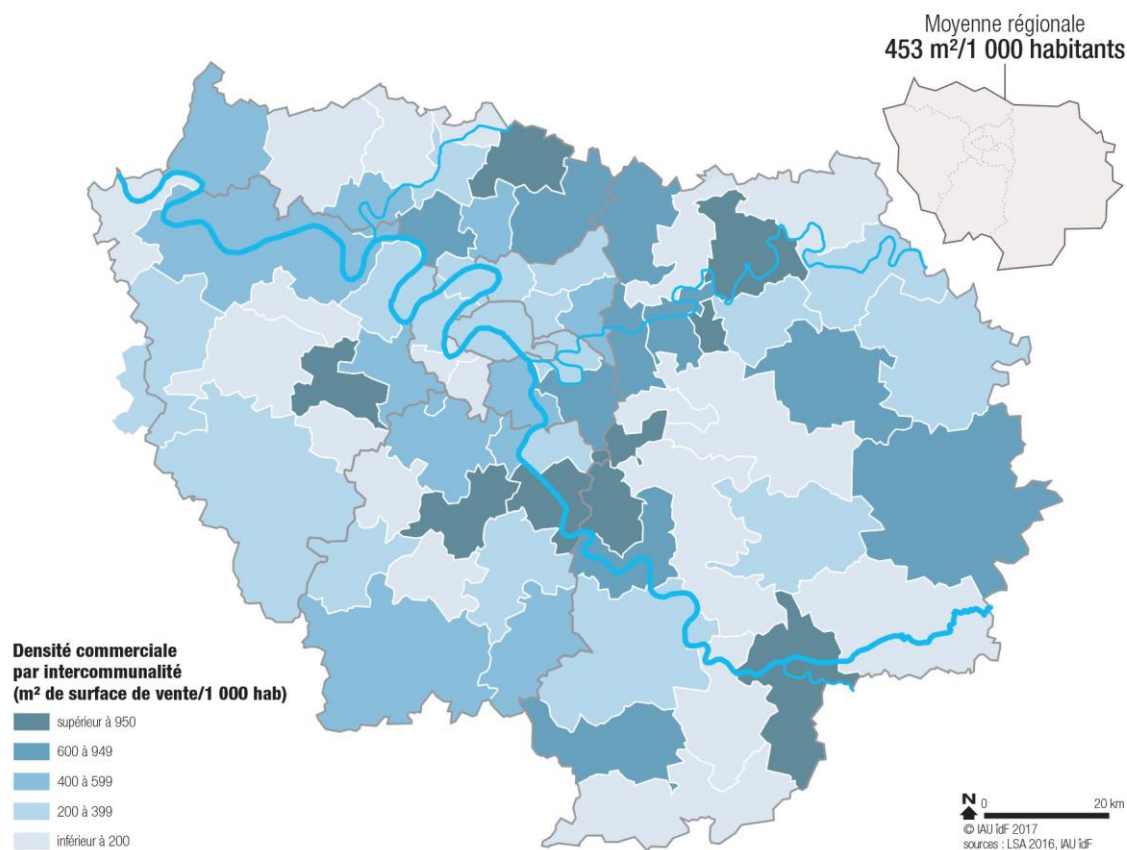 Moyenne régionale
453 m²/1 000 habitants
Densité commerciale
par intercommunalité
(m² de surface de vente/1 000 hab)
supérieur à 950
600 à 949
400 à 599
200 à 399
inférieur à 200
N 0 20 km
© IAU îdF 2017
sources : LSA 2016, IAU îdF